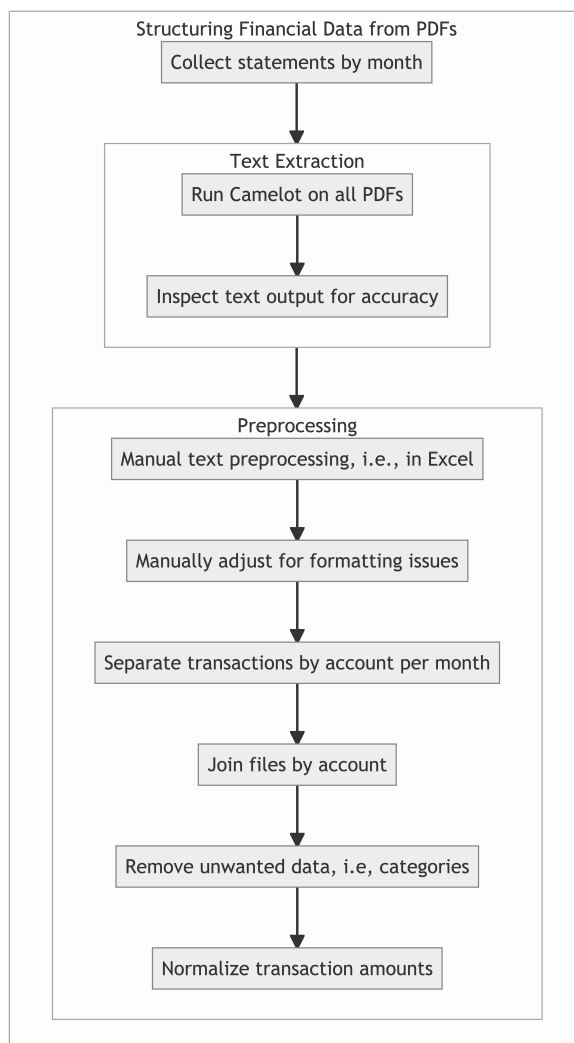 Structuring Financial Data from PDFs
Collect statements by month
Text Extraction
Run Camelot on all PDFs
Inspect text output for accuracy
Preprocessing
Manual text preprocessing, i.e., in Excel
Manually adjust for formatting issues
Separate transactions by account per month
Join files by account
Remove unwanted data, i.e, categories
Normalize transaction amounts